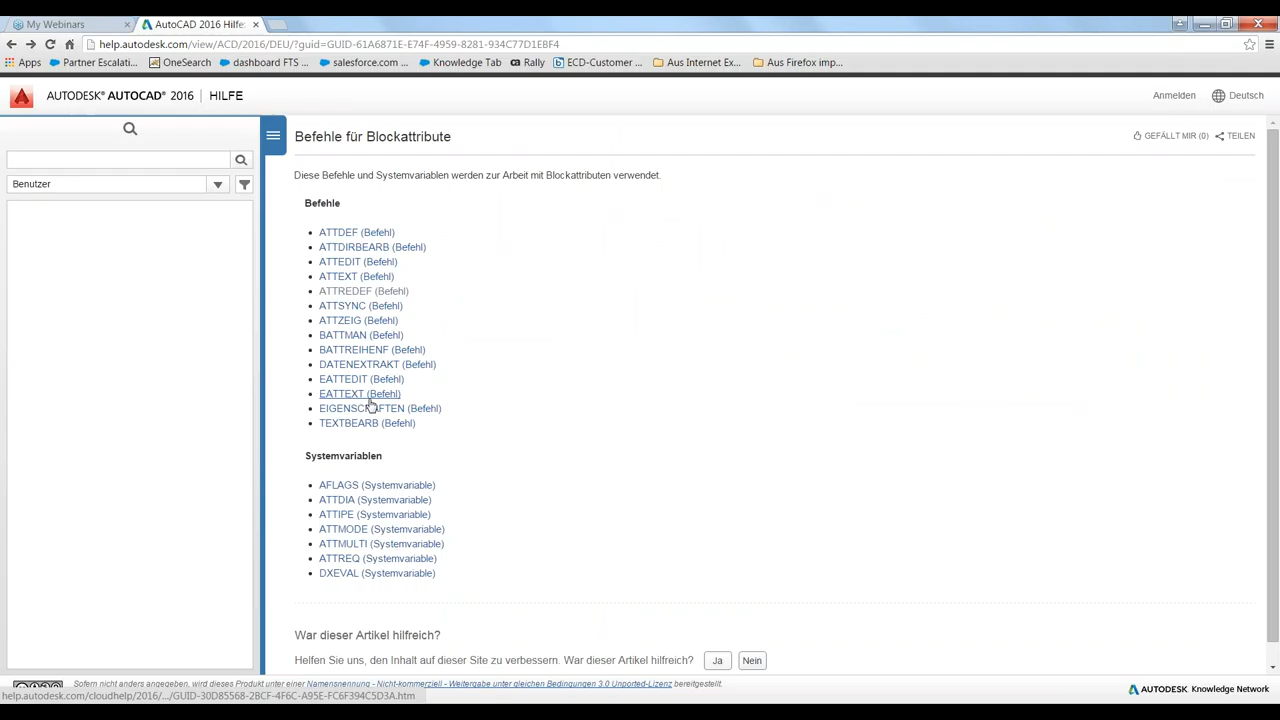 My Webinars × AutoCAD 2016 Hilfe: ×
help.autodesk.com/view/ACD/2016/DEU/?guid=GUID-61A6871E-E74F-4959-8281-934C77D1EBF4
Apps Partner Escalati... OneSearch dashboard FTS ... salesforce.com ... Knowledge Tab Rally ECD-Customer ... Aus Internet Ex... Aus Firefox imp...
AUTODESK® AUTOCAD® 2016 | HILFE Anmelden Deutsch
Befehle für Blockattribute GEFÄLLT MIR (0) TEILEN
Benutzer
Diese Befehle und Systemvariablen werden zur Arbeit mit Blockattributen verwendet.
Befehle
• ATTDEF (Befehl)
• ATTDIRBEARB (Befehl)
• ATTEDIT (Befehl)
• ATTEXT (Befehl)
• ATTREDEF (Befehl)
• ATTSYNC (Befehl)
• ATTZEIG (Befehl)
• BATTMAN (Befehl)
• BATTREIHENF (Befehl)
• DATENEXTRAKT (Befehl)
• EATTEDIT (Befehl)
• EATTEXT (Befehl)
• EIGENSCHAFTEN (Befehl)
• TEXTBEARB (Befehl)
Systemvariablen
• AFLAGS (Systemvariable)
• ATTDIA (Systemvariable)
• ATTIPE (Systemvariable)
• ATTMODE (Systemvariable)
• ATTMULTI (Systemvariable)
• ATTREQ (Systemvariable)
• DXEVAL (Systemvariable)
War dieser Artikel hilfreich?
Helfen Sie uns, den Inhalt auf dieser Site zu verbessern. War dieser Artikel hilfreich? Ja Nein
Sofern nicht anders angegeben, wird dieses Produkt unter einer Namensnennung - Nicht-kommerziell - Weitergabe unter gleichen Bedingungen 3.0 Unported-Lizenz bereitgestellt.
help.autodesk.com/cloudhelp/2016/.../GUID-30D85568-2BCF-4F6C-A95E-FC6F394C5D3A.htm
AUTODESK Knowledge Network